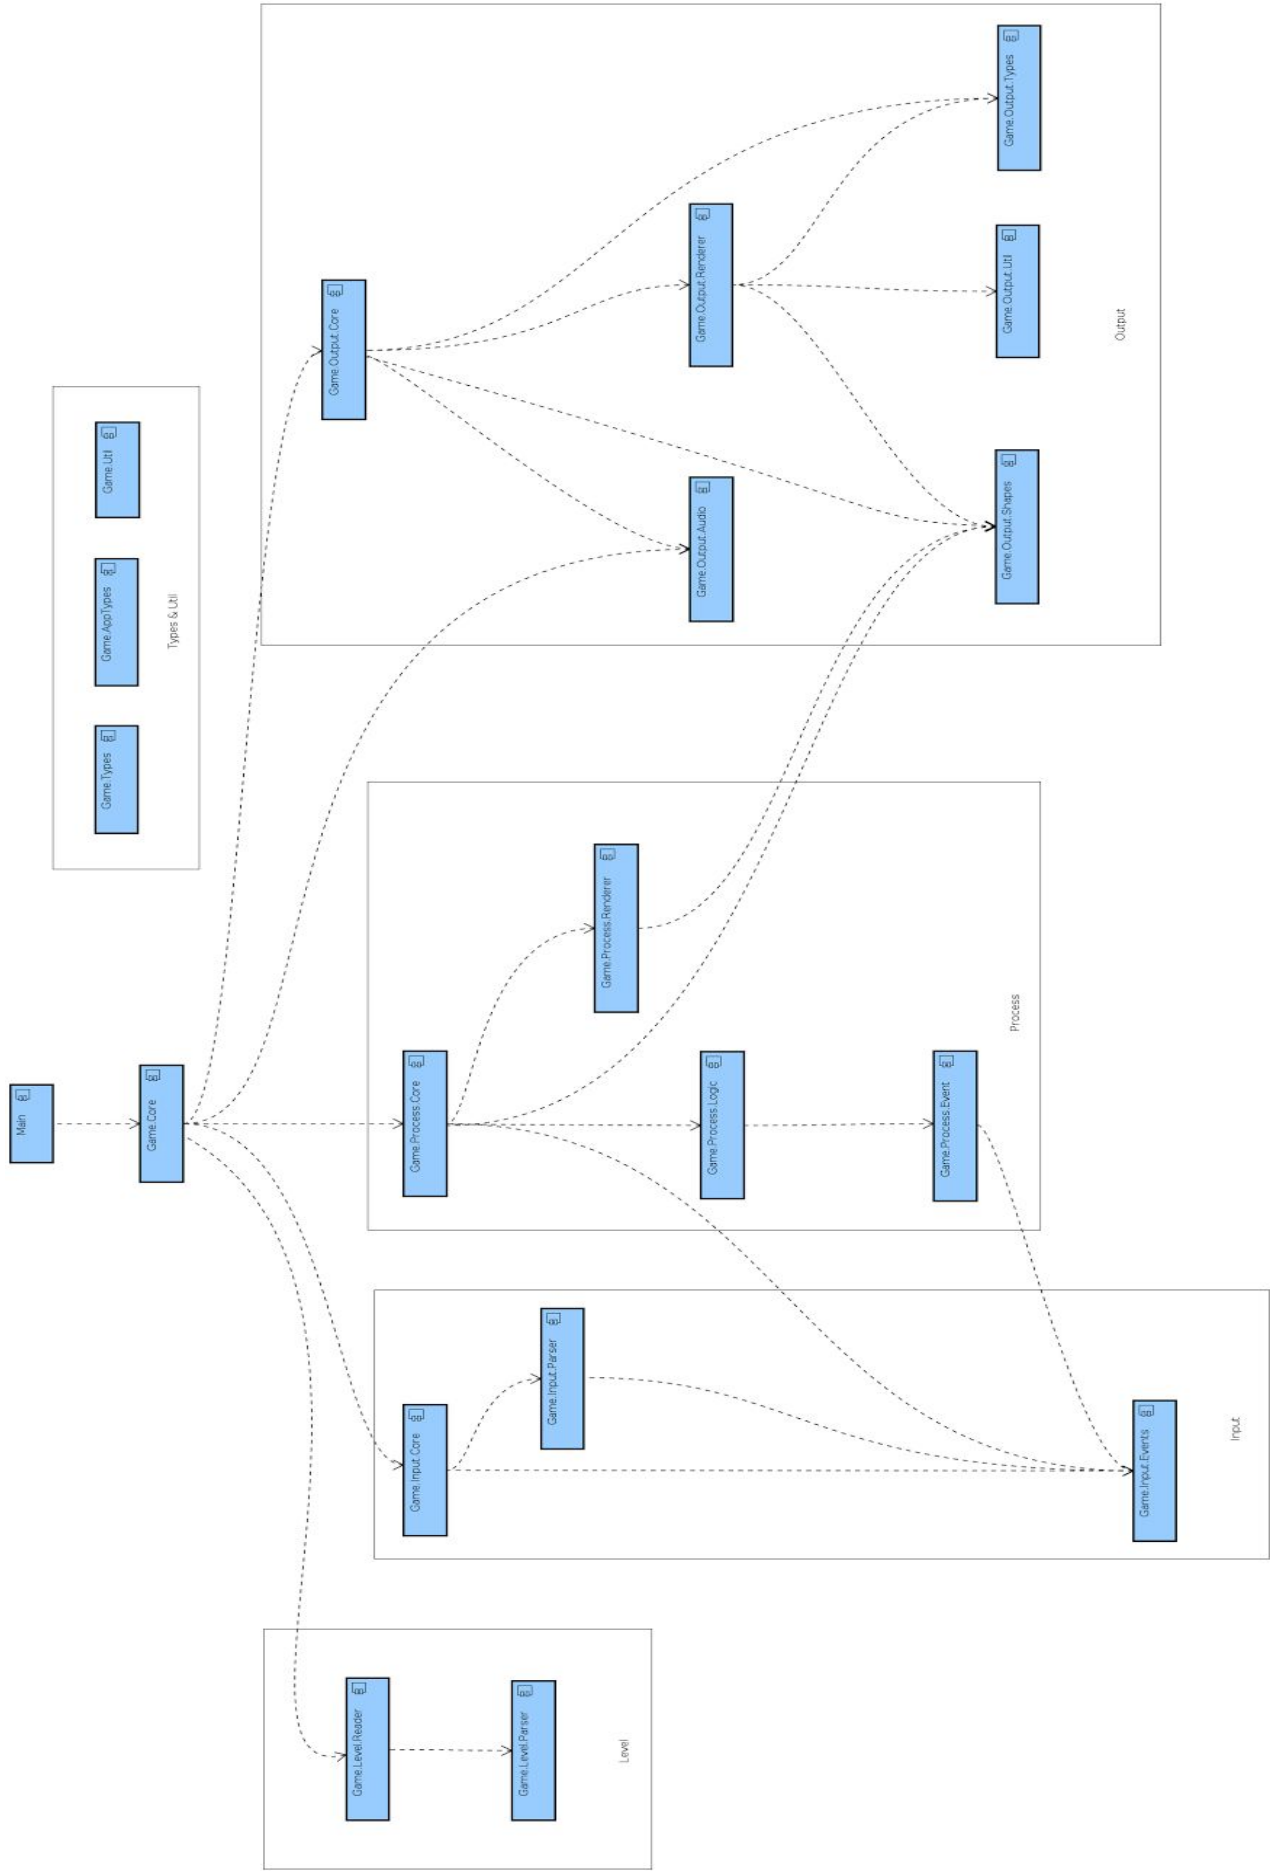 Main
Game.Core
Game.Types
Game.AppTypes
Game.Util
Types & Util
Game.Level.Reader
Game.Level.Parser
Level
Game.Input.Core
Game.Input.Parser
Game.Input.Events
Input
Game.Process.Core
Game.Process.Renderer
Game.Process.Logic
Game.Process.Event
Process
Game.Output.Core
Game.Output.Audio
Game.Output.Renderer
Game.Output.Shapes
Game.Output.Util
Game.Output.Types
Output